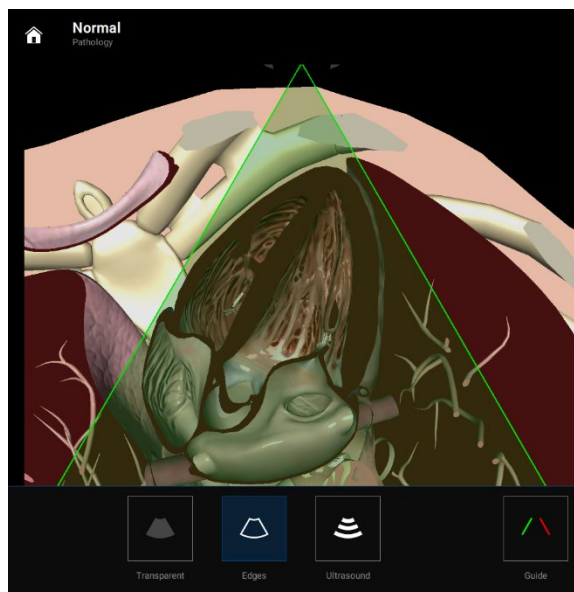 Normal
Pathology
Transparent
Edges
Ultrasound
Guide